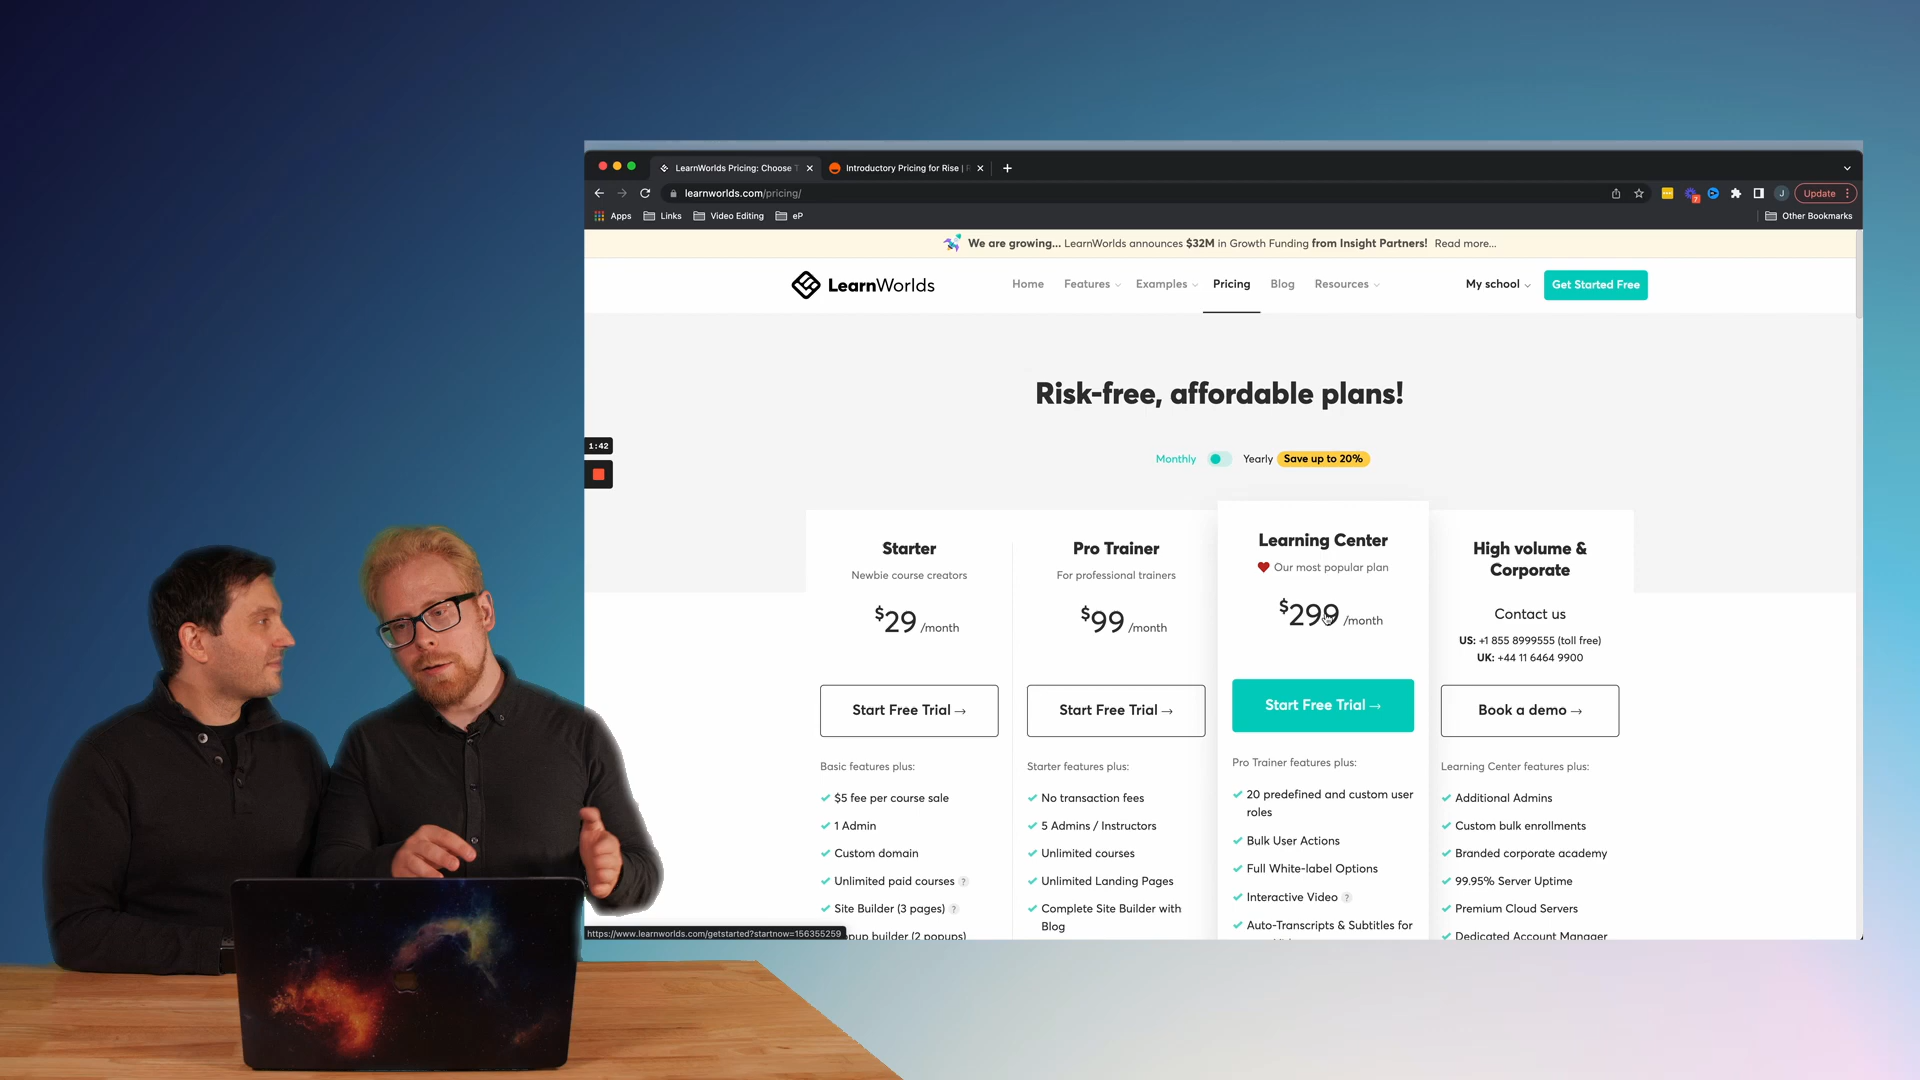 LearnWorlds Pricing: Choose T
Introductory Pricing for Rise |
learnworlds.com/pricing/
J
Update
Apps
Links
Video Editing
eP
Other Bookmarks
We are growing... LearnWorlds announces $32M in Growth Funding from Insight Partners! Read more...
LearnWorlds
Home
Features
Examples
Pricing
Blog
Resources
My school
Get Started Free
Risk-free, affordable plans!
1:42
Monthly
Yearly
Save up to 20%
Starter
Newbie course creators
$29 /month
Start Free Trial →
Basic features plus:
$5 fee per course sale
1 Admin
Custom domain
Unlimited paid courses ?
Site Builder (3 pages) ?
builder (2 popups)
Pro Trainer
For professional trainers
$99 /month
Start Free Trial →
Starter features plus:
No transaction fees
5 Admins / Instructors
Unlimited courses
Unlimited Landing Pages
Complete Site Builder with
Blog
Learning Center
Our most popular plan
$299 /month
Start Free Trial →
Pro Trainer features plus:
20 predefined and custom user
roles
Bulk User Actions
Full White-label Options
Interactive Video ?
Auto-Transcripts & Subtitles for
High volume &
Corporate
Contact us
US: +1 855 8999555 (toll free)
UK: +44 11 6464 9900
Book a demo →
Learning Center features plus:
Additional Admins
Custom bulk enrollments
Branded corporate academy
99.95% Server Uptime
Premium Cloud Servers
Dedicated Account Manager
https://www.learnworlds.com/getstarted?startnow=156355259